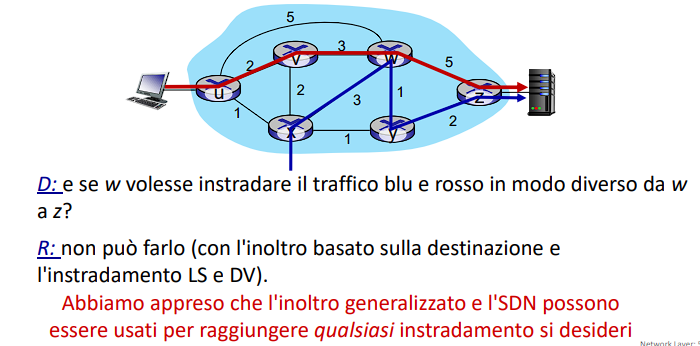 5
3
v
w
5
2
u
2
3
1
z
1
2
x
y
1
D: e se w volesse instradare il traffico blu e rosso in modo diverso da w
a z?
R: non può farlo (con l'inoltro basato sulla destinazione e
l'instradamento LS e DV).
Abbiamo appreso che l'inoltro generalizzato e l'SDN possono
essere usati per raggiungere qualsiasi instradamento si desideri
Network Layer: